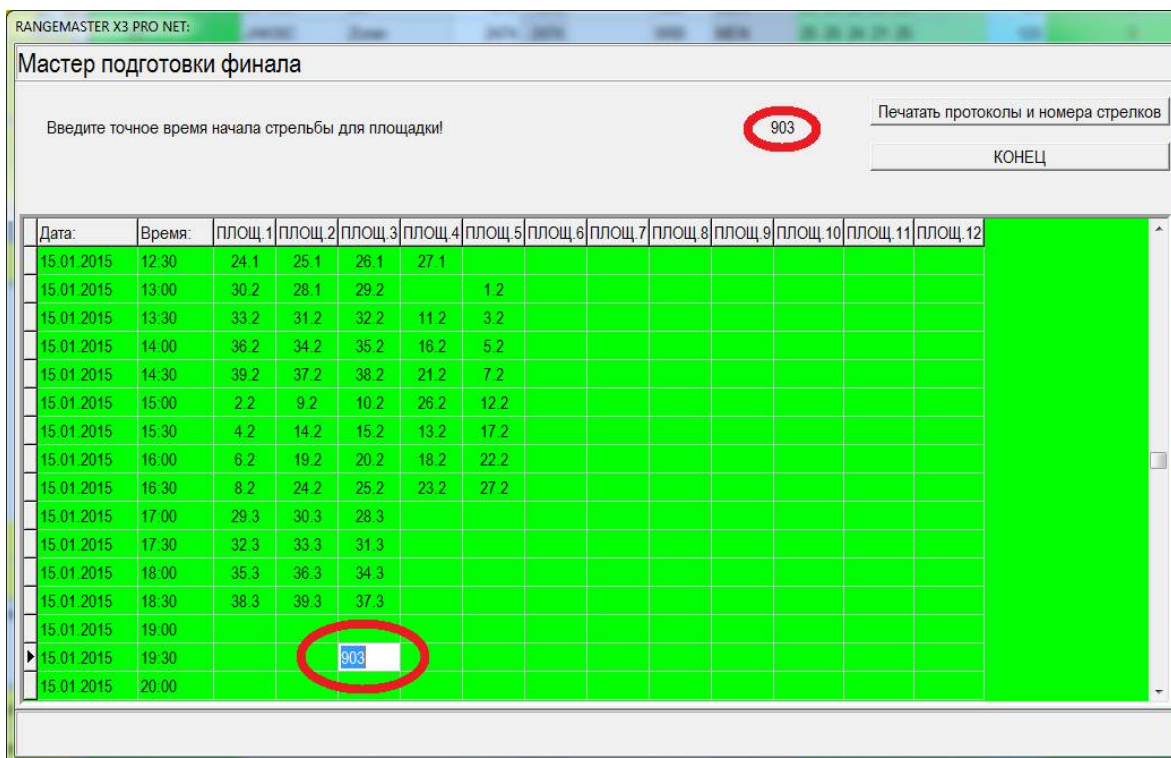 RANGEMASTER X3 PRO NET:
Мастер подготовки финала
Введите точное время начала стрельбы для площадки! 903
Печатать протоколы и номера стрелков
КОНЕЦ
Дата: Время: ПЛОЩ.1 ПЛОЩ.2 ПЛОЩ.3 ПЛОЩ.4 ПЛОЩ.5 ПЛОЩ.6 ПЛОЩ.7 ПЛОЩ.8 ПЛОЩ.9 ПЛОЩ.10 ПЛОЩ.11 ПЛОЩ.12
15.01.2015 12:30 24.1 25.1 26.1 27.1
15.01.2015 13:00 30.2 28.1 29.2 1.2
15.01.2015 13:30 33.2 31.2 32.2 11.2 3.2
15.01.2015 14:00 36.2 34.2 35.2 16.2 5.2
15.01.2015 14:30 39.2 37.2 38.2 21.2 7.2
15.01.2015 15:00 2.2 9.2 10.2 26.2 12.2
15.01.2015 15:30 4.2 14.2 15.2 13.2 17.2
15.01.2015 16:00 6.2 19.2 20.2 18.2 22.2
15.01.2015 16:30 8.2 24.2 25.2 23.2 27.2
15.01.2015 17:00 29.3 30.3 28.3
15.01.2015 17:30 32.3 33.3 31.3
15.01.2015 18:00 35.3 36.3 34.3
15.01.2015 18:30 38.3 39.3 37.3
15.01.2015 19:00
15.01.2015 19:30 903
15.01.2015 20:00